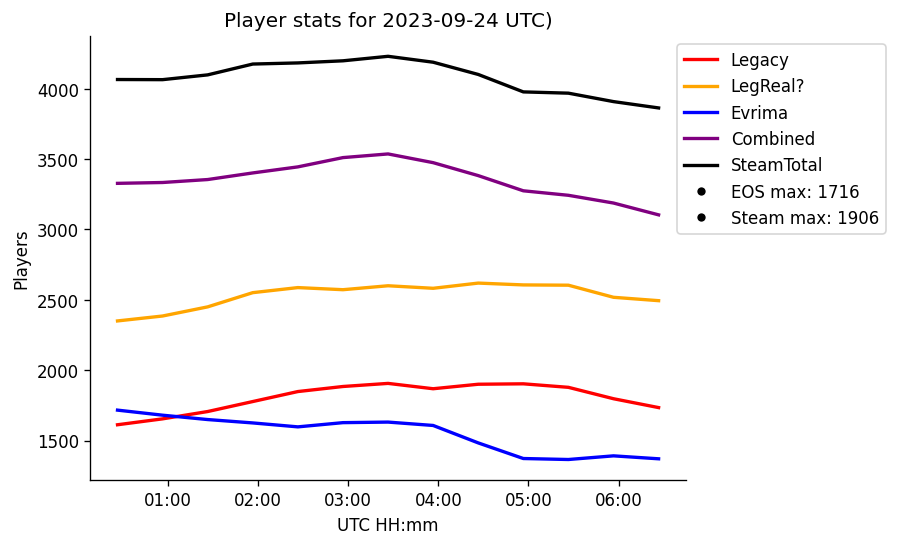 Player stats for 2023-09-24 UTC)
Legacy
LegReal?
Evrima
Combined
SteamTotal
EOS max: 1716
Steam max: 1906
Players
4000
3500
3000
2500
2000
1500
01:00 02:00 03:00 04:00 05:00 06:00
UTC HH:mm